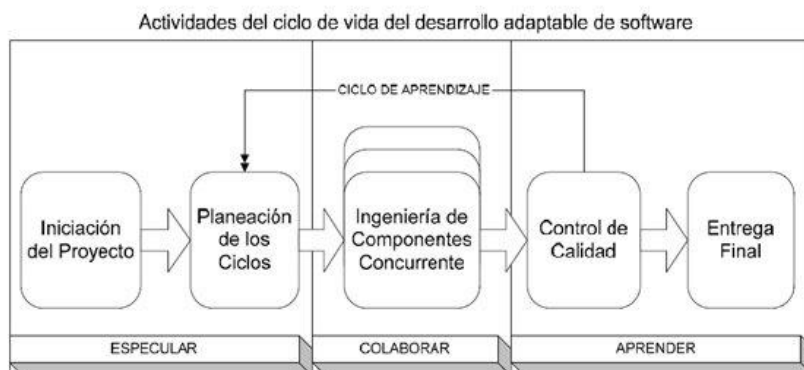 Actividades del ciclo de vida del desarrollo adaptable de software
CICLO DE APRENDIZAJE
Iniciación
del Proyecto
Planeación
de los
Ciclos
Ingeniería de
Componentes
Concurrente
Control de
Calidad
Entrega
Final
ESPECULAR
COLABORAR
APRENDER